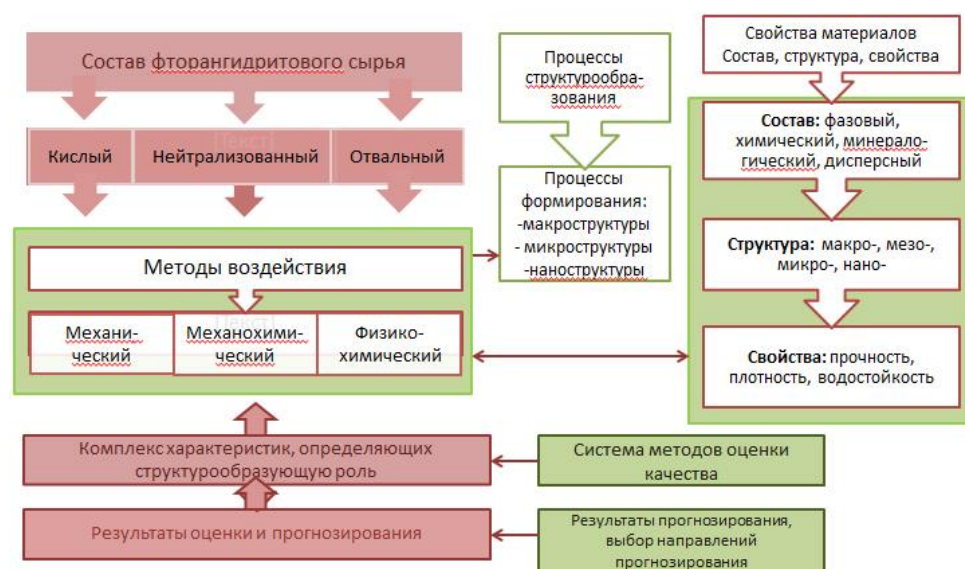 Состав фторангидритового сырья
Кислый
Нейтрализованный
Отвальный
[Текст]
Методы воздействия
[Текст]
Механи-
ческий
Механохими-
ческий
Физико-
химический
Комплекс характеристик, определяющих
структурообразующую роль
Результаты оценки и прогнозирования
Процессы
структурообра-
зования
Процессы
формирования:
-макроструктуры
- микроструктуры
-наноструктуры
Свойства материалов
Состав, структура, свойства
Состав: фазовый,
химический, минерало-
гический, дисперсный
Структура: макро-, мезо-,
микро-, нано-
Свойства: прочность,
плотность, водостойкость
Система методов оценки
качества
Результаты прогнозирования,
выбор направлений
прогнозирования